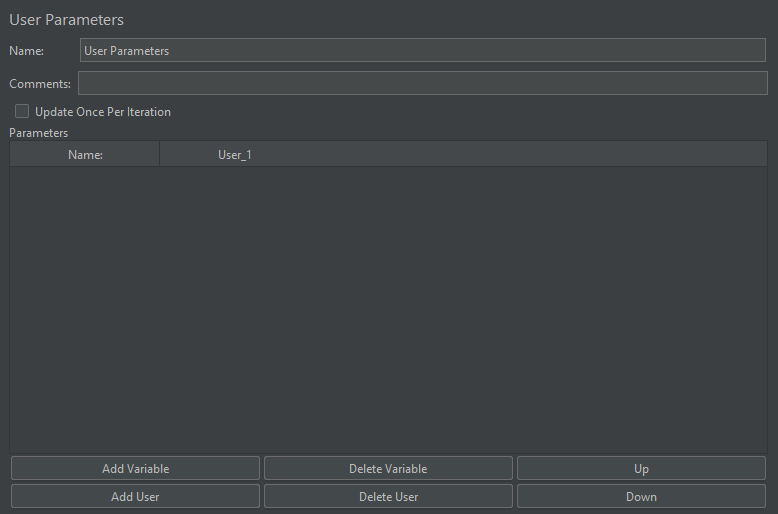 User Parameters
Name: User Parameters
Comments:
Update Once Per Iteration
Parameters
Name: User_1
Add Variable Delete Variable Up
Add User Delete User Down